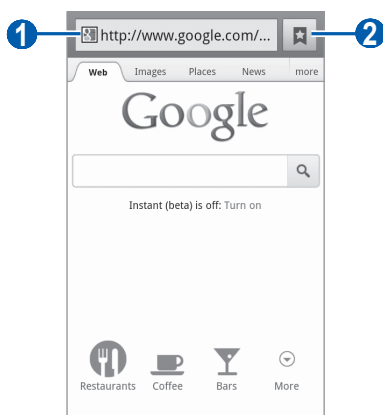 1
http://www.google.com/...
2
Web Images Places News more
Google
Instant (beta) is off: Turn on
Restaurants Coffee Bars More